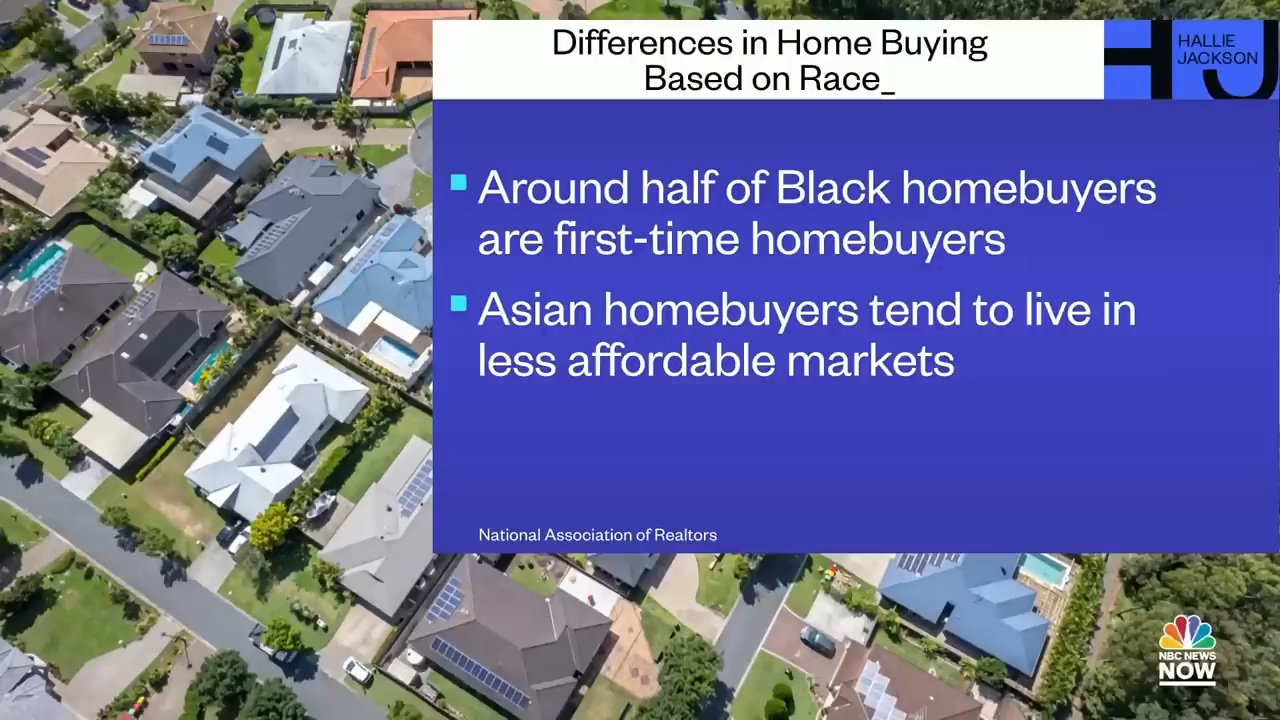 Differences in Home Buying
Based on Race_
HALLIE
JACKSON
HJ
Around half of Black homebuyers
are first-time homebuyers
Asian homebuyers tend to live in
less affordable markets
National Association of Realtors
NBC NEWS
NOW